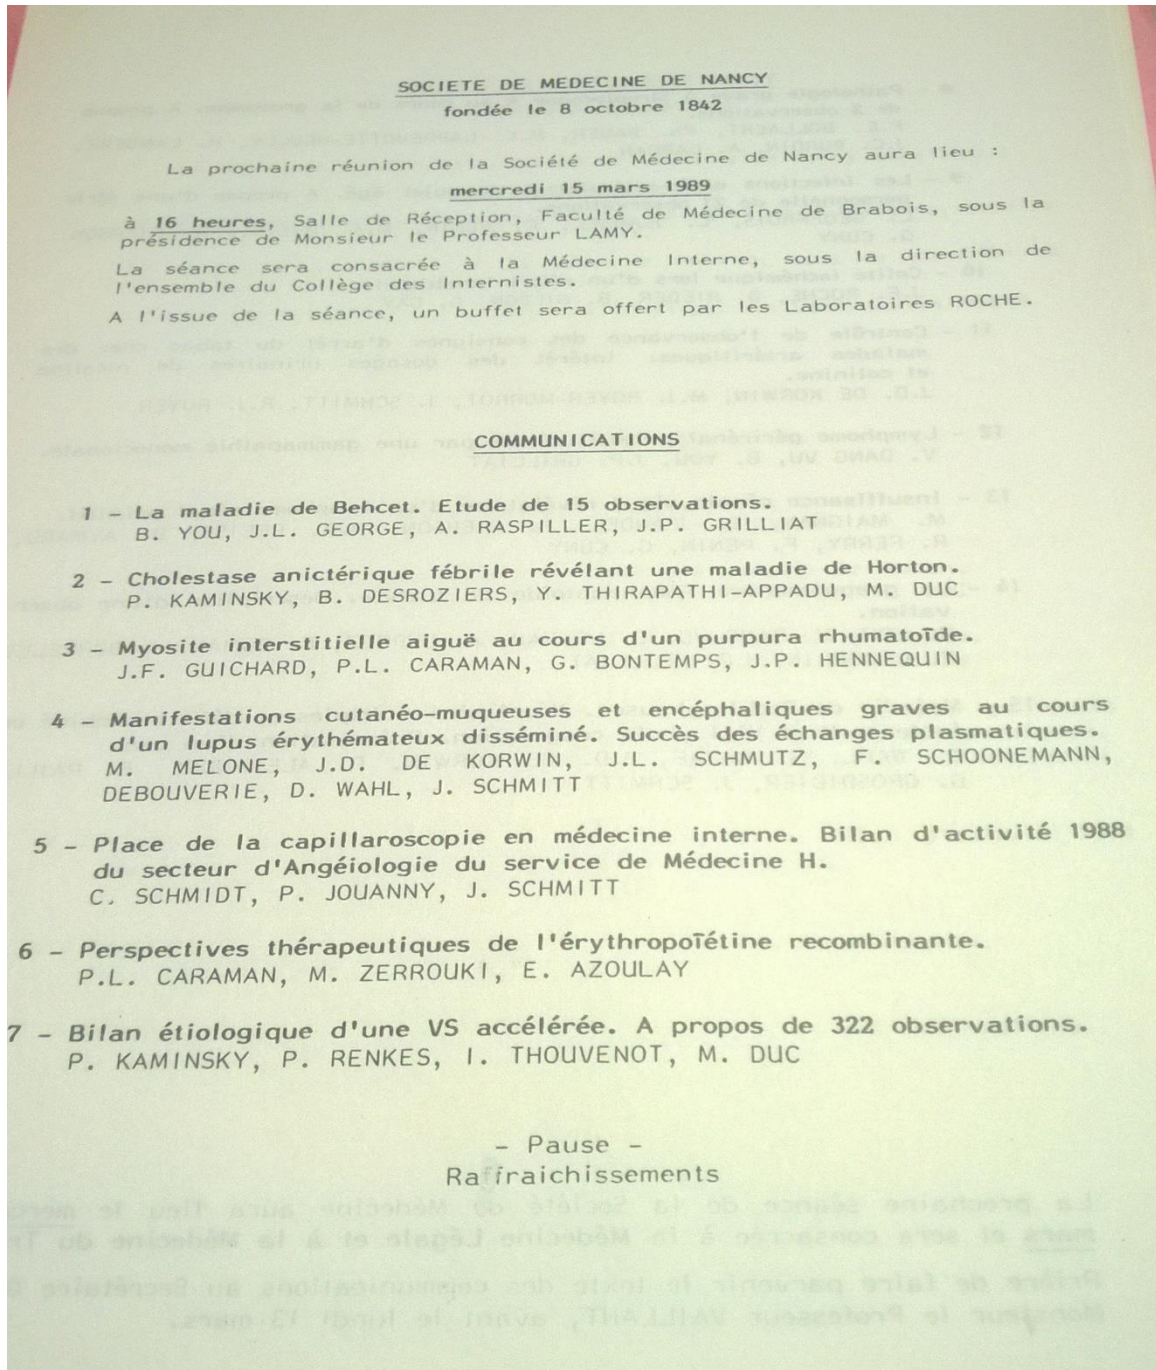 SOCIETE DE MEDECINE DE NANCY
fondée le 8 octobre 1842
La prochaine réunion de la Société de Médecine de Nancy aura lieu :
mercredi 15 mars 1989
à 16 heures, Salle de Réception, Faculté de Médecine de Brabois, sous la
présidence de Monsieur le Professeur LAMY.
La séance sera consacrée à la Médecine Interne, sous la direction de
l'ensemble du Collège des Internistes.
A l'issue de la séance, un buffet sera offert par les Laboratoires ROCHE.
COMMUNICATIONS
1 - La maladie de Behcet. Etude de 15 observations.
B. YOU, J.L. GEORGE, A. RASPILLER, J.P. GRILLIAT
2 - Cholestase anictérique fébrile révélant une maladie de Horton.
P. KAMINSKY, B. DESROZIERS, Y. THIRAPATHI-APPADU, M. DUC
3 - Myosite interstitielle aiguë au cours d'un purpura rhumatoïde.
J.F. GUICHARD, P.L. CARAMAN, G. BONTEMPS, J.P. HENNEQUIN
4 - Manifestations cutanéo-muqueuses et encéphaliques graves au cours
d'un lupus érythémateux disséminé. Succès des échanges plasmatiques.
M. MELONE, J.D. DE KORWIN, J.L. SCHMUTZ, F. SCHOONEMANN,
DEBOUVERIE, D. WAHL, J. SCHMITT
5 - Place de la capillaroscopie en médecine interne. Bilan d'activité 1988
du secteur d'Angéiologie du service de Médecine H.
C. SCHMIDT, P. JOUANNY, J. SCHMITT
6 - Perspectives thérapeutiques de l'érythropoïétine recombinante.
P.L. CARAMAN, M. ZERROUKI, E. AZOULAY
7 - Bilan étiologique d'une VS accélérée. A propos de 322 observations.
P. KAMINSKY, P. RENKES, I. THOUVENOT, M. DUC
- Pause -
Raffraichissements